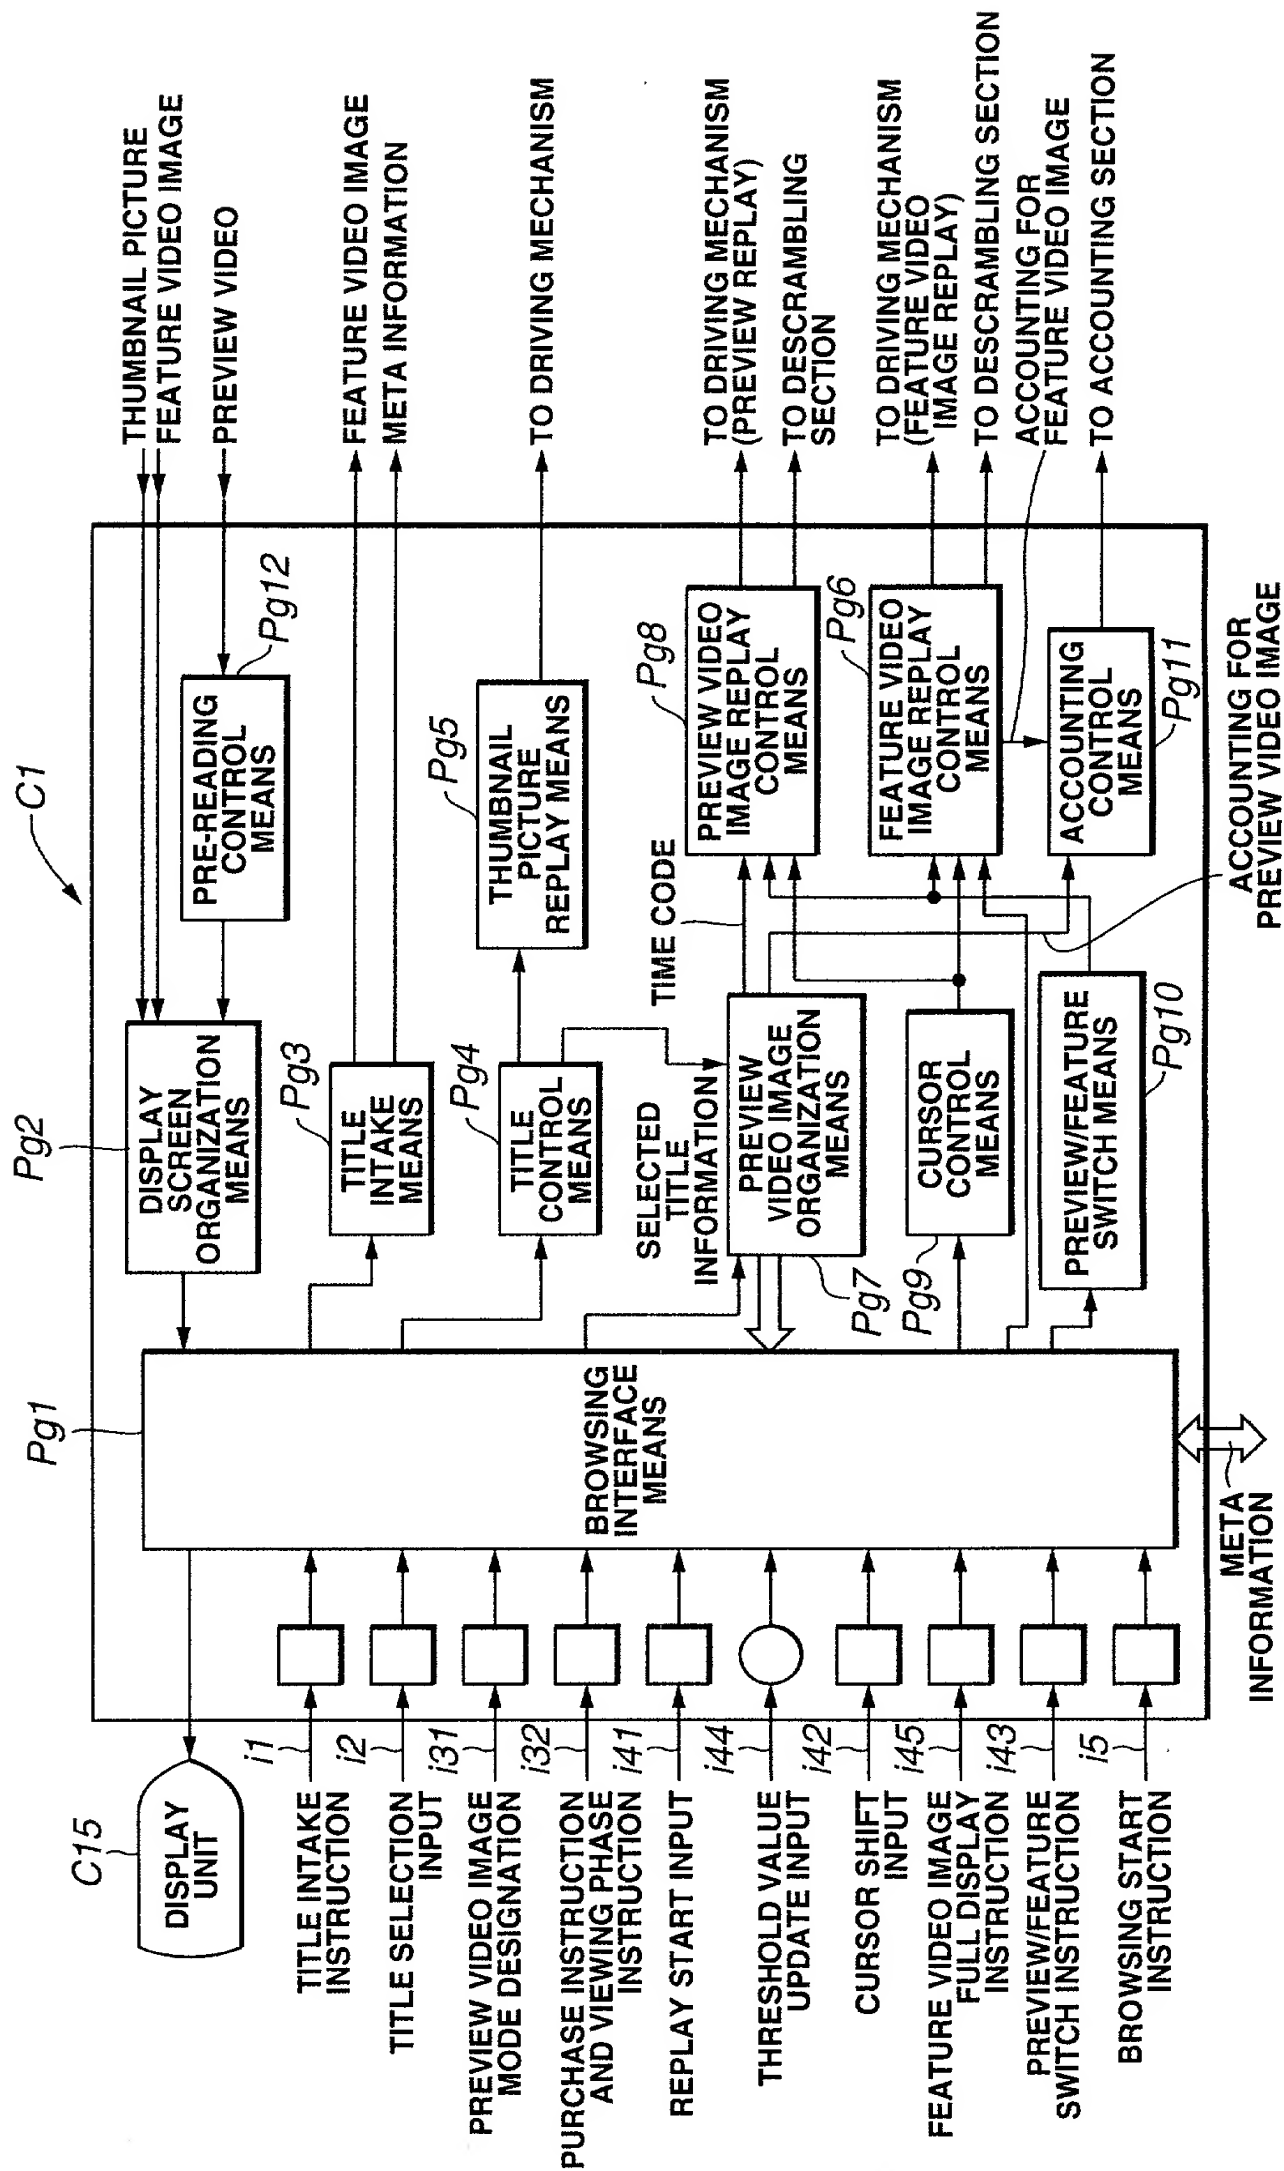 C1
C15
DISPLAY
UNIT
Pg1
BROWSING
INTERFACE
MEANS
Pg2
DISPLAY
SCREEN
ORGANIZATION
MEANS
PRE-READING
CONTROL
MEANS
Pg12
THUMBNAIL PICTURE
FEATURE VIDEO IMAGE
PREVIEW VIDEO
TITLE INTAKE
INSTRUCTION
i1
TITLE SELECTION
INPUT
i2
PREVIEW VIDEO IMAGE
MODE DESIGNATION
i31
PURCHASE INSTRUCTION
AND VIEWING PHASE
INSTRUCTION
i32
REPLAY START INPUT
i41
THRESHOLD VALUE
UPDATE INPUT
i44
CURSOR SHIFT
INPUT
i42
FEATURE VIDEO IMAGE
FULL DISPLAY
INSTRUCTION
i45
PREVIEW/FEATURE
SWITCH INSTRUCTION
i43
BROWSING START
INSTRUCTION
i5
Pg3
TITLE
INTAKE
MEANS
FEATURE VIDEO IMAGE
META INFORMATION
Pg4
TITLE
CONTROL
MEANS
Pg5
THUMBNAIL
PICTURE
REPLAY MEANS
TO DRIVING MECHANISM
SELECTED
TITLE
INFORMATION
TIME CODE
PREVIEW
VIDEO IMAGE
ORGANIZATION
MEANS
Pg7
Pg8
PREVIEW VIDEO
IMAGE REPLAY
CONTROL
MEANS
TO DRIVING MECHANISM
(PREVIEW REPLAY)
TO DESCRAMBLING
SECTION
Pg9
CURSOR
CONTROL
MEANS
Pg6
FEATURE VIDEO
IMAGE REPLAY
CONTROL
MEANS
TO DRIVING MECHANISM
(FEATURE VIDEO
IMAGE REPLAY)
TO DESCRAMBLING SECTION
ACCOUNTING FOR
FEATURE VIDEO IMAGE
PREVIEW/FEATURE
SWITCH MEANS
Pg10
ACCOUNTING
CONTROL
MEANS
Pg11
TO ACCOUNTING SECTION
META
INFORMATION
ACCOUNTING FOR
PREVIEW VIDEO IMAGE